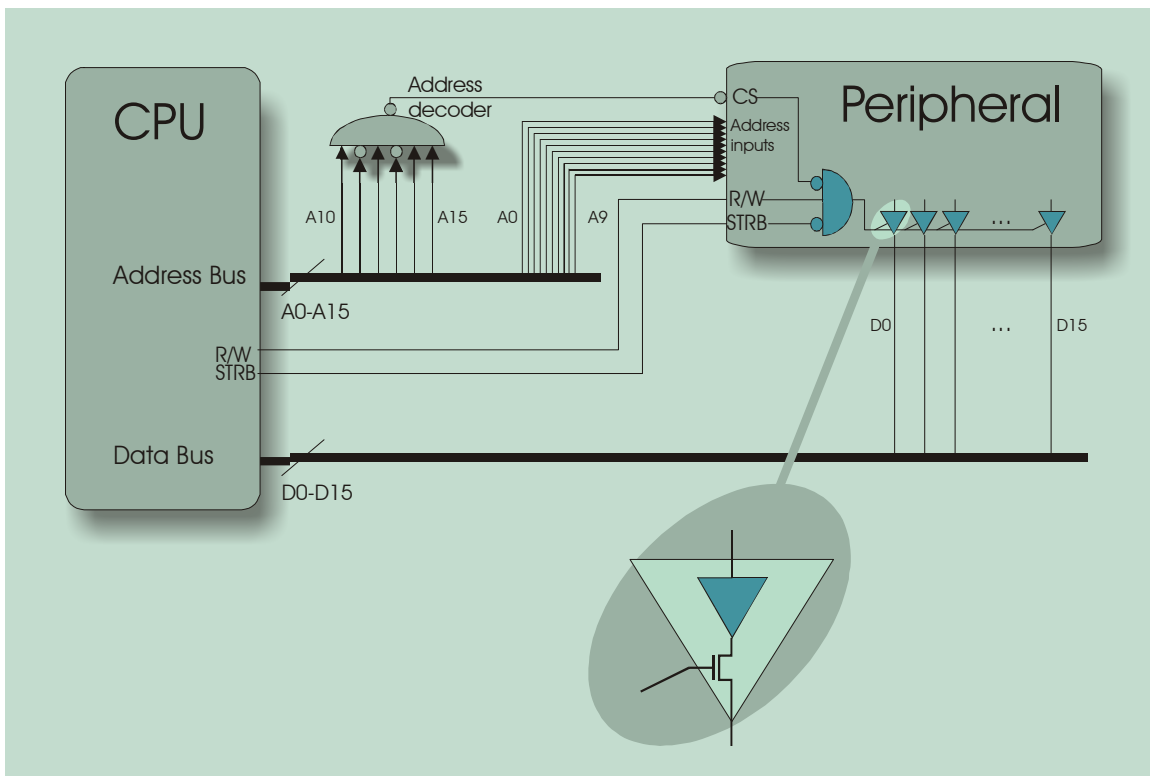 CPU
Address
decoder
CS
Address
inputs
Peripheral
R/W
STRB
...
A10
A15
A0
A9
Address Bus
A0-A15
D0
...
D15
R/W
STRB
Data Bus
D0-D15